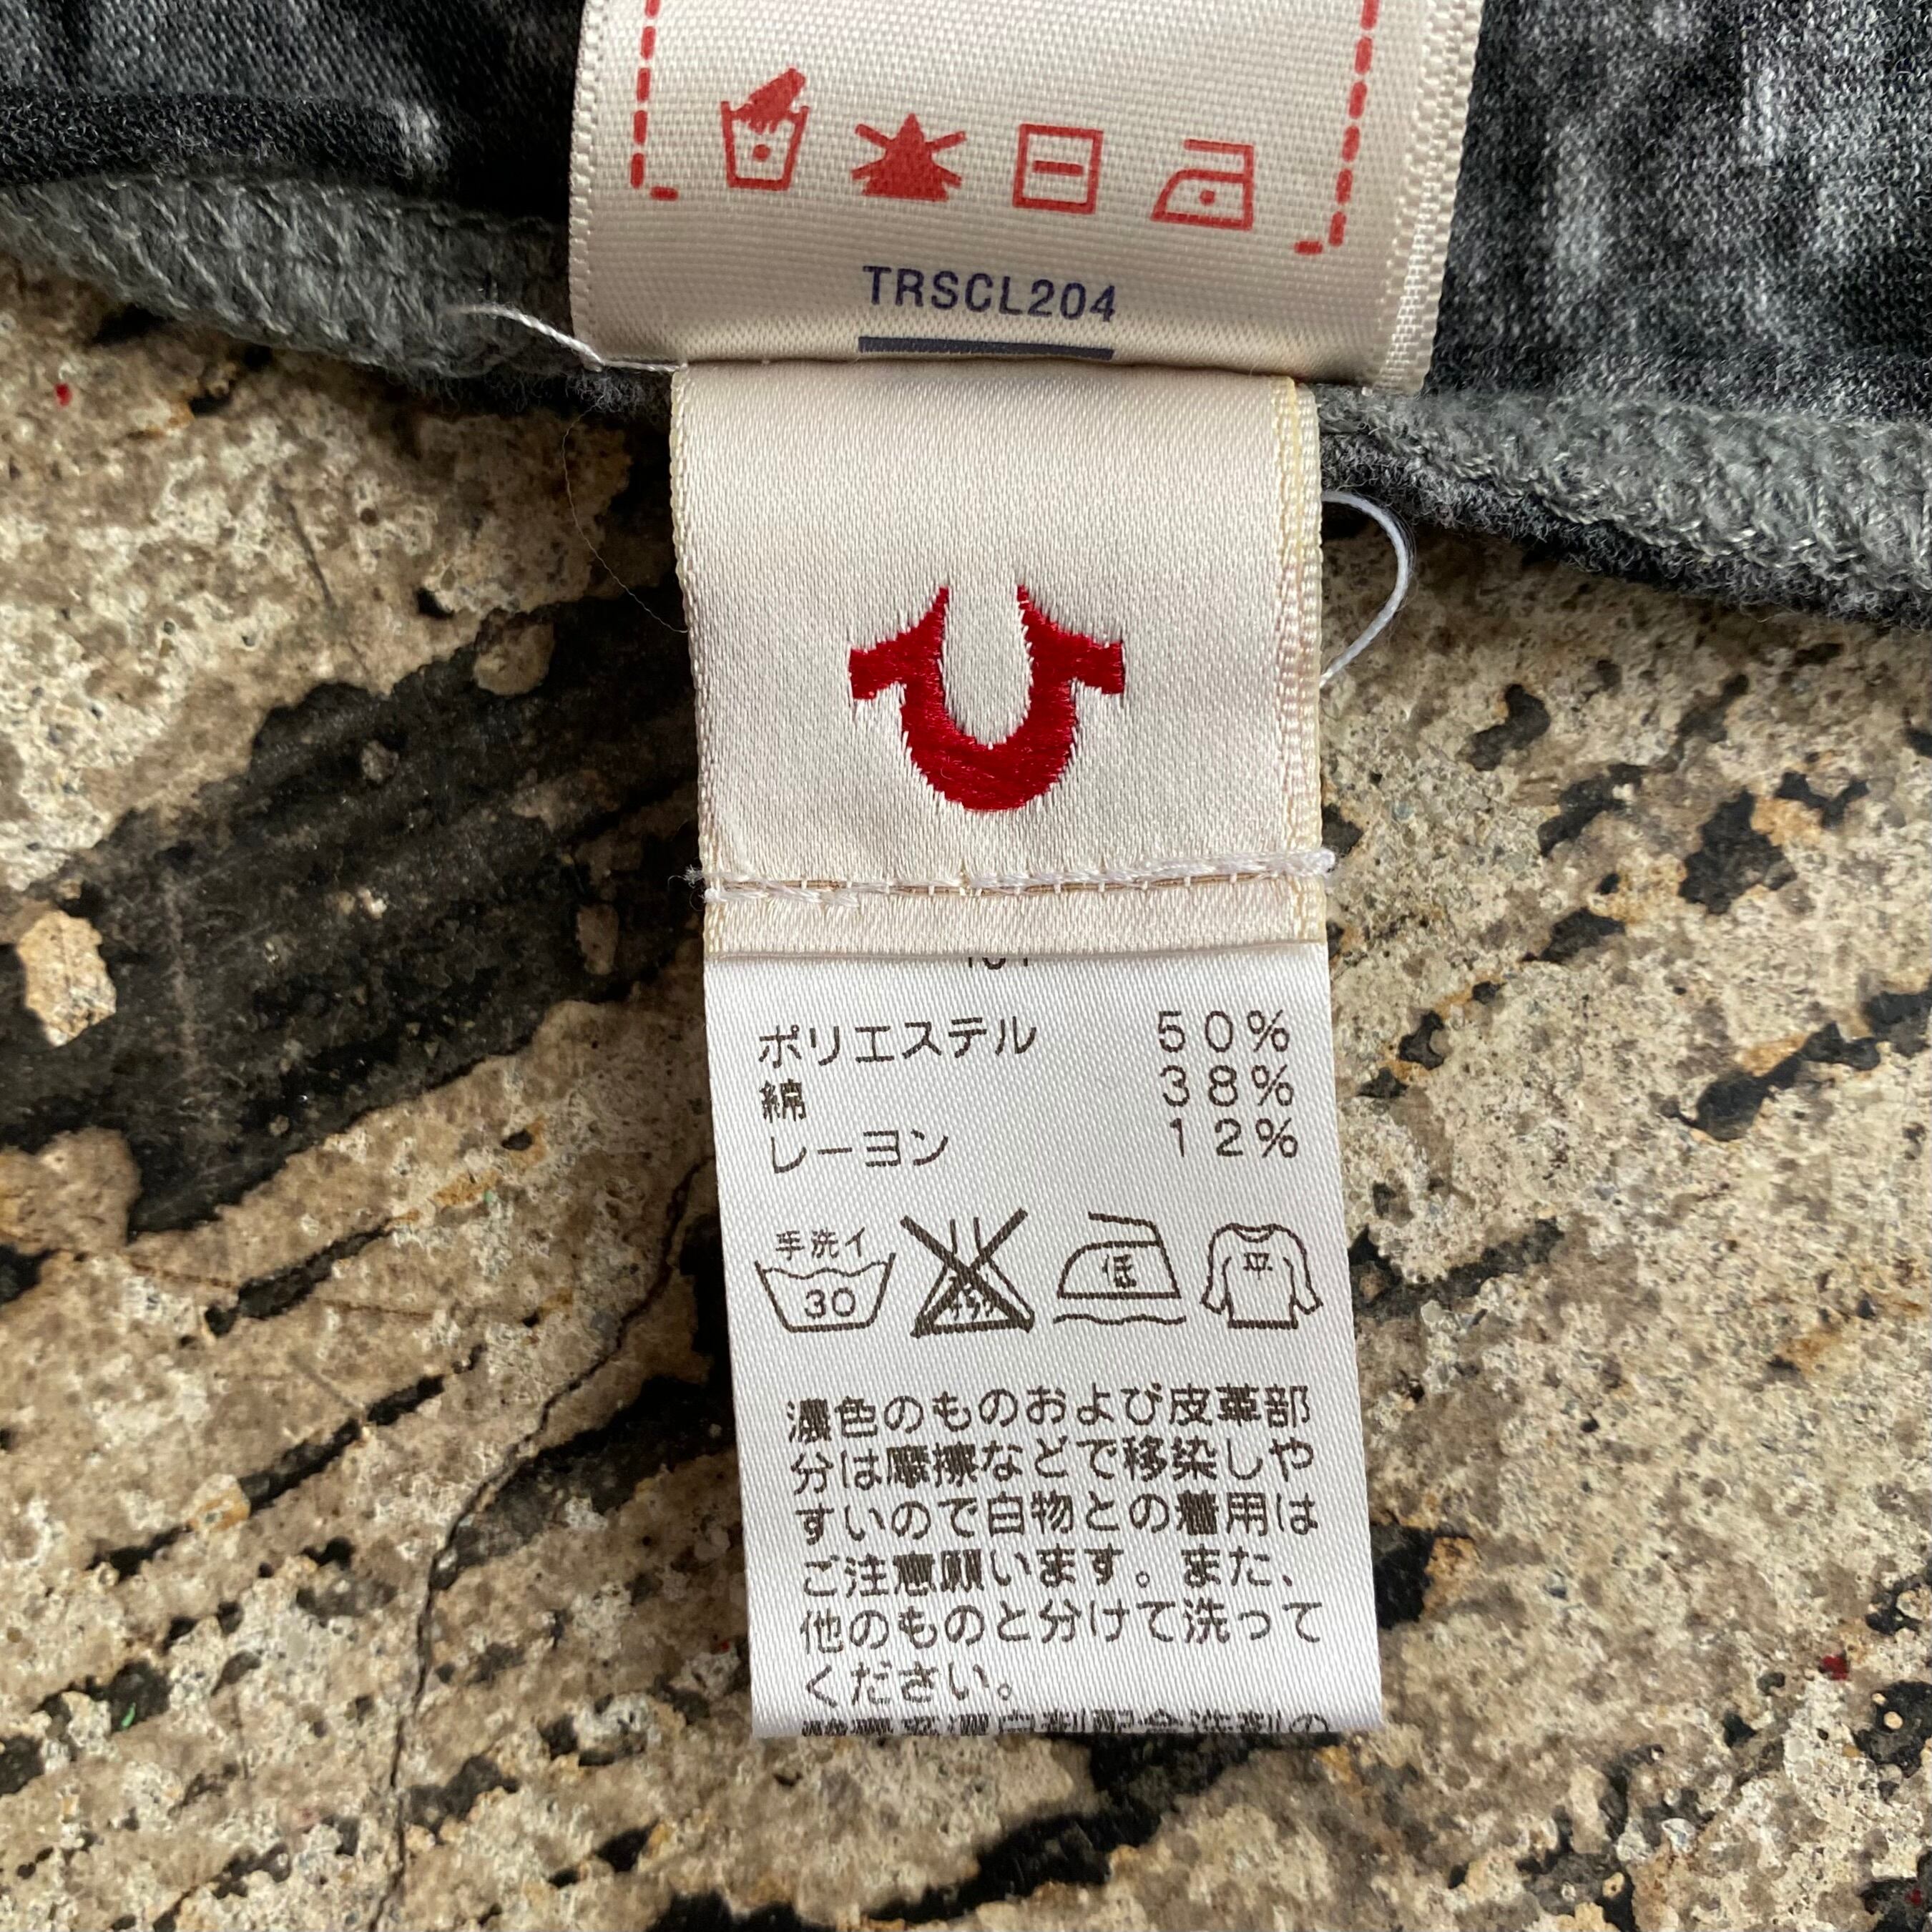 TRSCL204
ポリエステル 50%
綿 38%
レーヨン 12%
手洗イ
30
低
平
濃色のものおよび皮革部
分は摩擦などで移染しや
すいので白物との着用は
ご注意願います。また、
他のものと分けて洗って
ください。